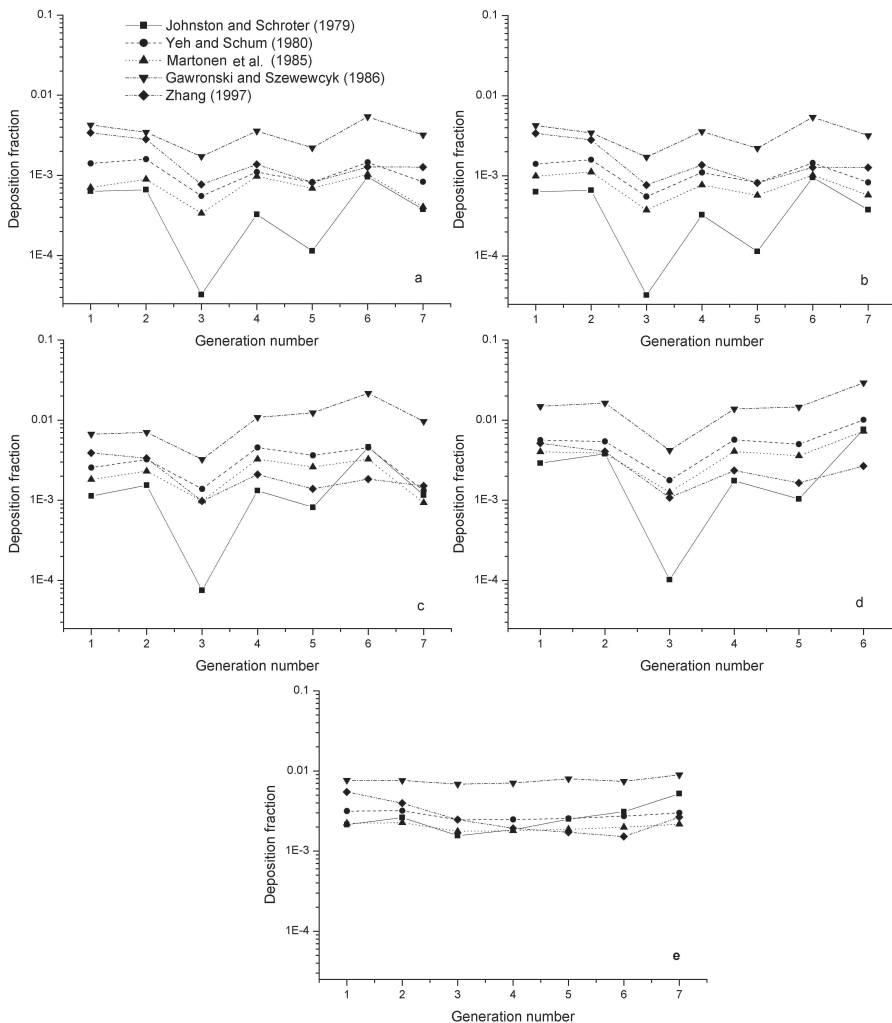 Johnston and Schroter (1979)
Yeh and Schum (1980)
Martonen et al. (1985)
Gawronski and Szewewcyk (1986)
Zhang (1997)
0.1
0.01
1E-3
1E-4
Deposition fraction
a
1 2 3 4 5 6 7
Generation number
0.1
0.01
1E-3
1E-4
Deposition fraction
b
1 2 3 4 5 6 7
Generation number
0.1
0.01
1E-3
1E-4
Deposition fraction
c
1 2 3 4 5 6 7
Generation number
0.1
0.01
1E-3
1E-4
Deposition fraction
d
1 2 3 4 5 6
Generation number
0.1
0.01
1E-3
1E-4
Deposition fraction
e
1 2 3 4 5 6 7
Generation number